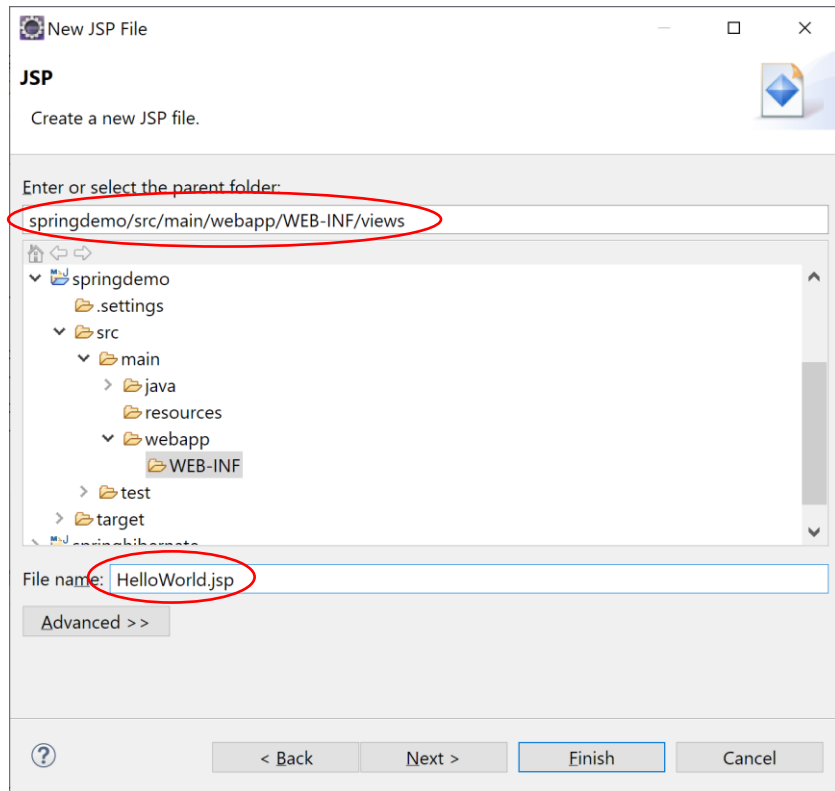 New JSP File
JSP
Create a new JSP file.
Enter or select the parent folder:
springdemo/src/main/webapp/WEB-INF/views
springdemo
.settings
src
main
java
resources
webapp
WEB-INF
test
target
springhibernate
File name: HelloWorld.jsp
Advanced >>
< Back Next > Finish Cancel